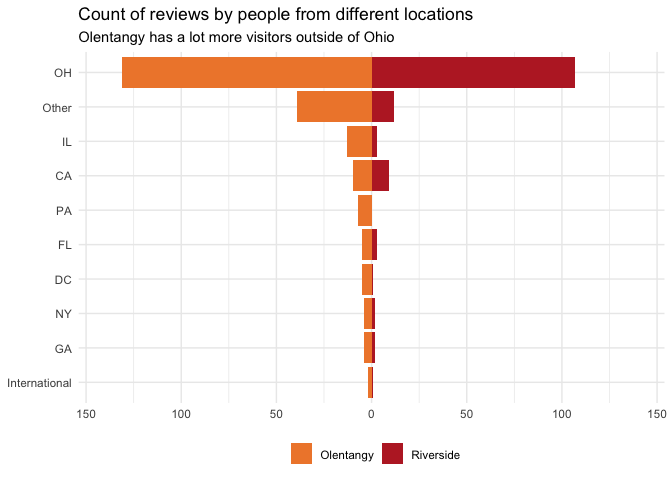 Count of reviews by people from different locations
Olentangy has a lot more visitors outside of Ohio
OH
Other
IL
CA
PA
FL
DC
NY
GA
International
150 100 50 0 50 100 150
Olentangy Riverside